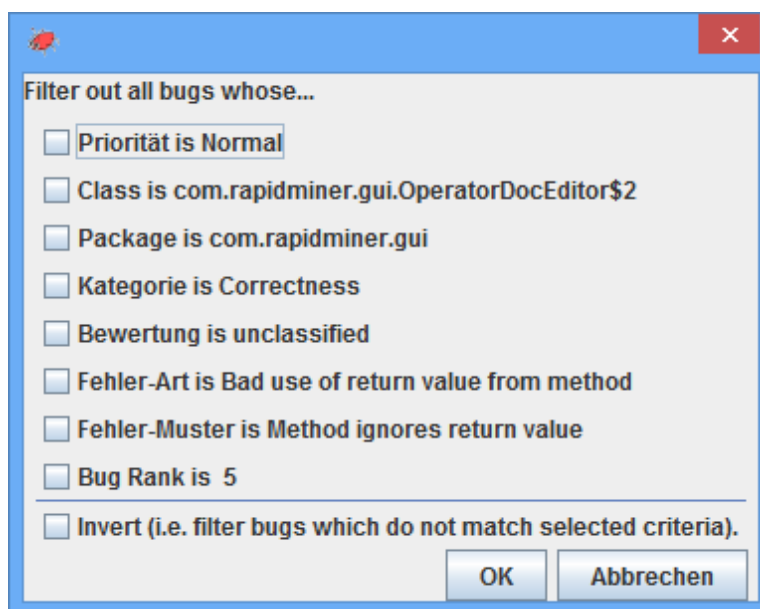 Filter out all bugs whose...
Priorität is Normal
Class is com.rapidminer.gui.OperatorDocEditor$2
Package is com.rapidminer.gui
Kategorie is Correctness
Bewertung is unclassified
Fehler-Art is Bad use of return value from method
Fehler-Muster is Method ignores return value
Bug Rank is  5
Invert (i.e. filter bugs which do not match selected criteria).
OK Abbrechen